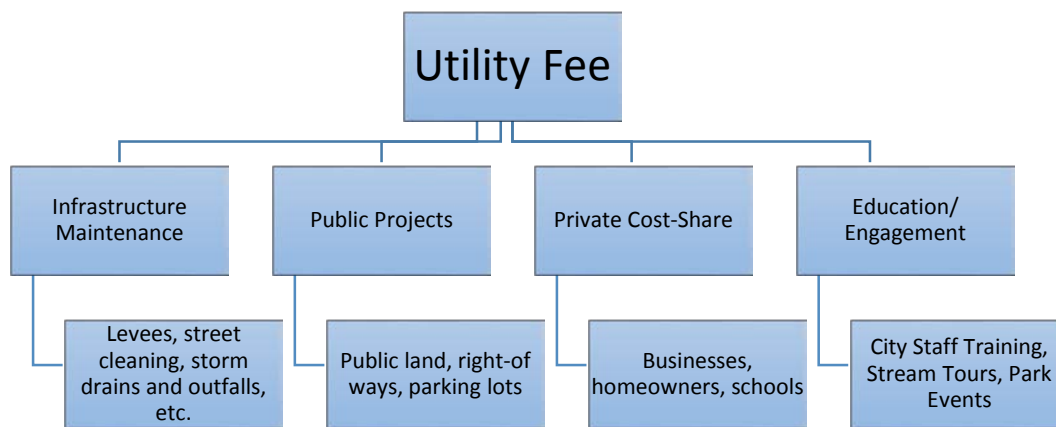 Utility Fee
Infrastructure
Maintenance
Public Projects
Private Cost-Share
Education/
Engagement
Levees, street
cleaning, storm
drains and outfalls,
etc.
Public land, right-of
ways, parking lots
Businesses,
homeowners, schools
City Staff Training,
Stream Tours, Park
Events